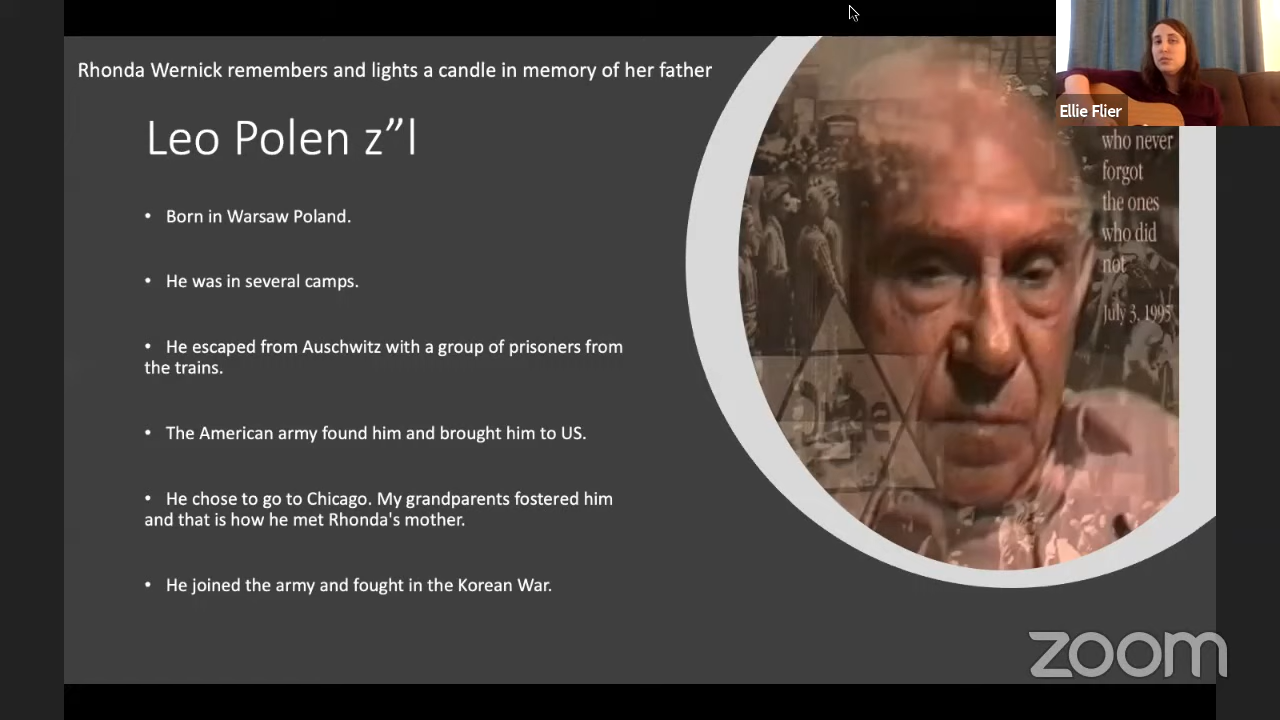 Rhonda Wernick remembers and lights a candle in memory of her father
Leo Polen z”l
• Born in Warsaw Poland.
• He was in several camps.
• He escaped from Auschwitz with a group of prisoners from
the trains.
• The American army found him and brought him to US.
• He chose to go to Chicago. My grandparents fostered him
and that is how he met Rhonda's mother.
• He joined the army and fought in the Korean War.
Ellie Flier
who never
forgot
the ones
who did
not
July 3, 1995
zoom